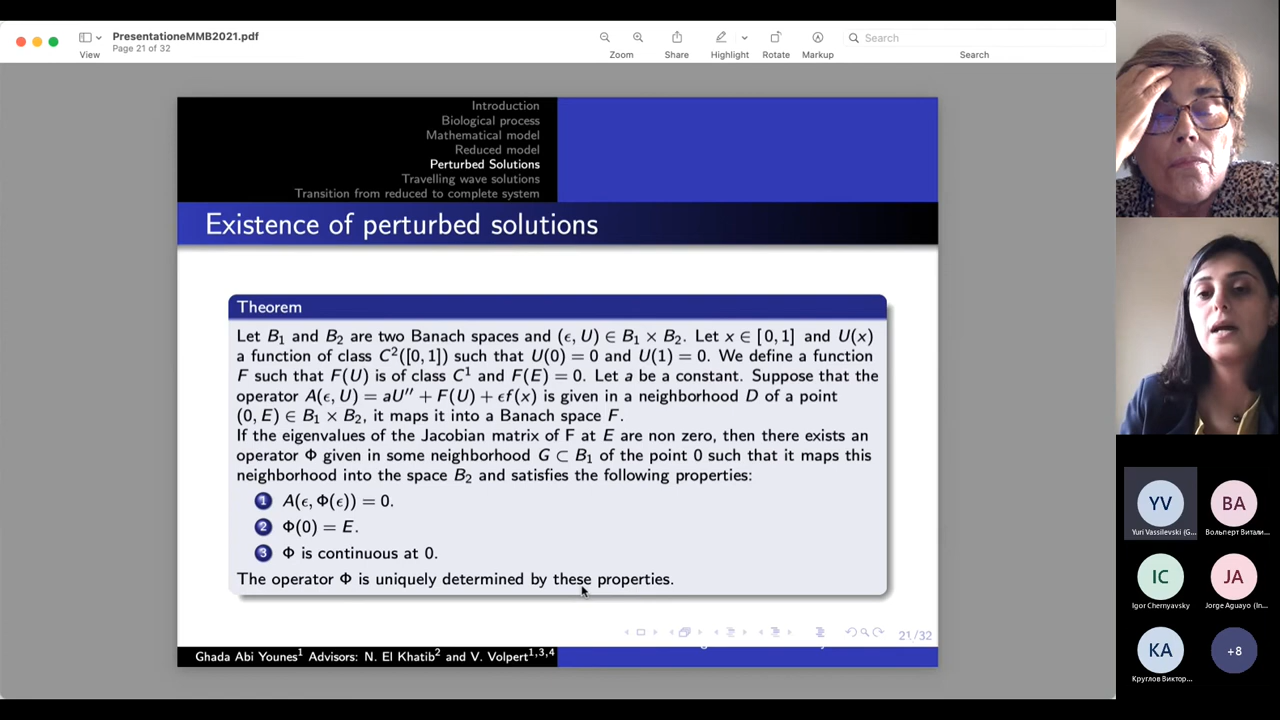 PresentationeMMB2021.pdf
Page 21 of 32
View
Zoom
Share
Highlight
Rotate
Markup
Search
Search
Introduction
Biological process
Mathematical model
Reduced model
Perturbed Solutions
Travelling wave solutions
Transition from reduced to complete system
Existence of perturbed solutions
Theorem
Let B₁ and B₂ are two Banach spaces and (ϵ, U) ∈ B₁ × B₂. Let x ∈ [0, 1] and U(x)
a function of class C²([0, 1]) such that U(0) = 0 and U(1) = 0. We define a function
F such that F(U) is of class C¹ and F(E) = 0. Let a be a constant. Suppose that the
operator A(ϵ, U) = aU″ + F(U) + ϵf(x) is given in a neighborhood D of a point
(0, E) ∈ B₁ × B₂, it maps it into a Banach space F.
If the eigenvalues of the Jacobian matrix of F at E are non zero, then there exists an
operator Φ given in some neighborhood G ⊂ B₁ of the point 0 such that it maps this
neighborhood into the space B₂ and satisfies the following properties:
1 A(ϵ, Φ(ϵ)) = 0.
2 Φ(0) = E.
3 Φ is continuous at 0.
The operator Φ is uniquely determined by these properties.
21/32
Ghada Abi Younes¹ Advisors: N. El Khatib² and V. Volpert¹,³,⁴
YV
Yuri Vassilevski (G...
BA
Вольперт Витали...
IC
Igor Chernyavsky
JA
Jorge Aguayo (In...
KA
Круглов Виктор...
+8